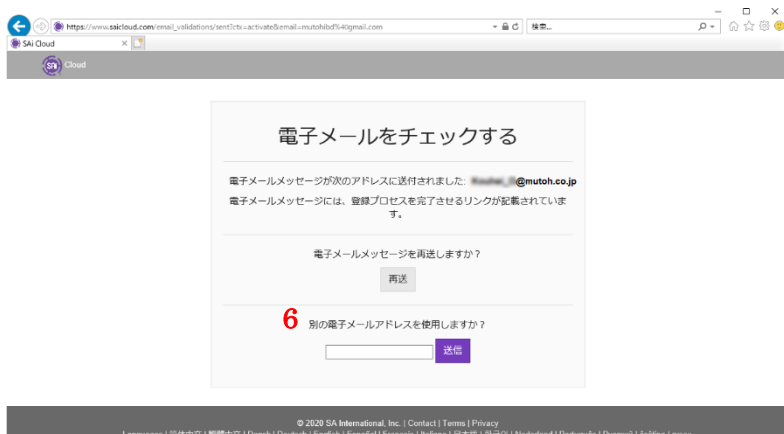 https://www.saicloud.com/email_validations/sent?ctx=activate&email=mutohibd%40gmail.com
検索...
SAi Cloud
SAi Cloud
電子メールをチェックする
電子メールメッセージが次のアドレスに送付されました: @mutoh.co.jp
電子メールメッセージには、登録プロセスを完了させるリンクが記載されていま
す。
電子メールメッセージを再送しますか？
再送
6 別の電子メールアドレスを使用しますか？
送信
© 2020 SA International, Inc. | Contact | Terms | Privacy